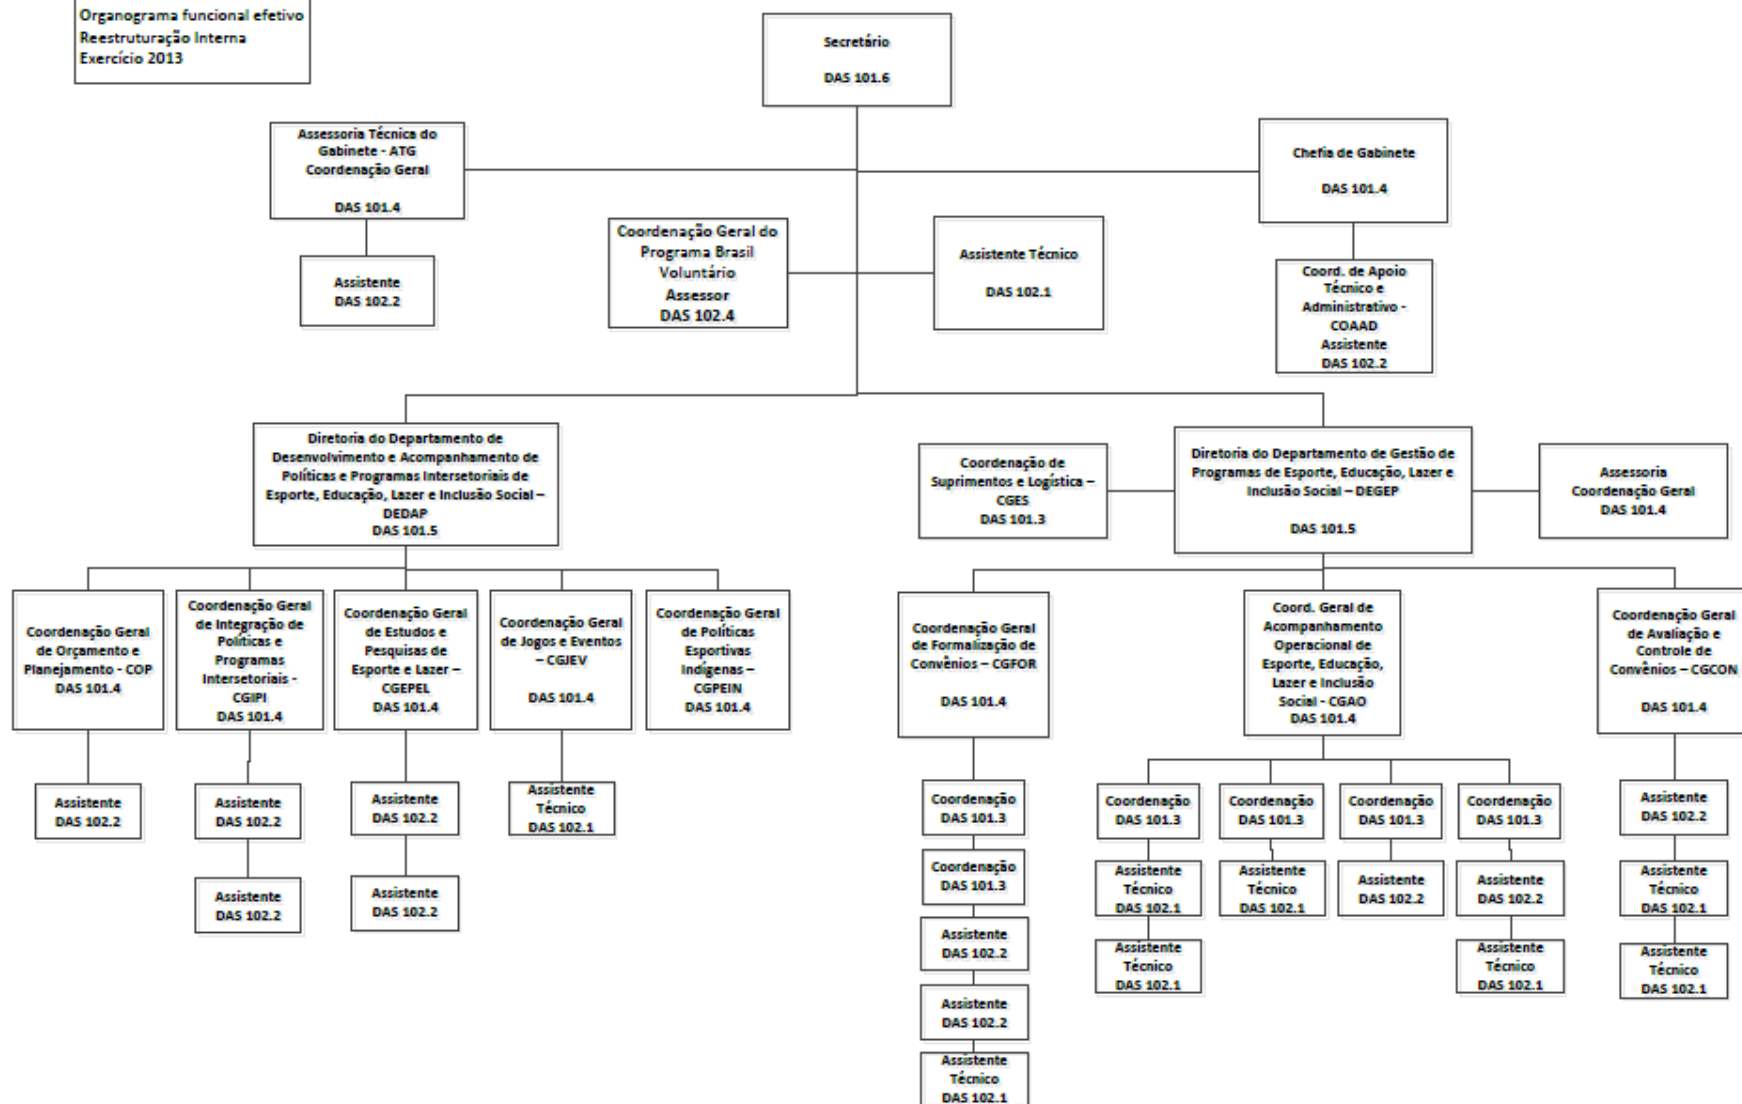 Organograma funcional efetivo
Reestruturação Interna
Exercício 2013
Secretário
DAS 101.6
Assessoria Técnica do
Gabinete - ATG
Coordenação Geral
DAS 101.4
Chefia de Gabinete
DAS 101.4
Assistente
DAS 102.2
Coordenação Geral do
Programa Brasil
Voluntário
Assessor
DAS 102.4
Assistente Técnico
DAS 102.1
Coord. de Apoio
Técnico e
Administrativo -
COAAD
Assistente
DAS 102.2
Diretoria do Departamento de
Desenvolvimento e Acompanhamento de
Políticas e Programas Intersetoriais de
Esporte, Educação, Lazer e Inclusão Social –
DEDAP
DAS 101.5
Coordenação de
Suprimentos e Logística –
CGES
DAS 101.3
Diretoria do Departamento de Gestão de
Programas de Esporte, Educação, Lazer e
Inclusão Social – DEGEP
DAS 101.5
Assessoria
Coordenação Geral
DAS 101.4
Coordenação Geral
de Orçamento e
Planejamento - COP
DAS 101.4
Coordenação Geral
de Integração de
Políticas e
Programas
Intersetoriais -
CGIPI
DAS 101.4
Coordenação Geral
de Estudos e
Pesquisas de
Esporte e Lazer –
CGEPEL
DAS 101.4
Coordenação Geral
de Jogos e Eventos
– CGJEV
DAS 101.4
Coordenação Geral
de Políticas
Esportivas
Indígenas –
CGPEIN
DAS 101.4
Coordenação Geral
de Formalização de
Convênios – CGFOR
DAS 101.4
Coord. Geral de
Acompanhamento
Operacional de
Esporte, Educação,
Lazer e Inclusão
Social - CGAO
DAS 101.4
Coordenação Geral
de Avaliação e
Controle de
Convênios – CGCON
DAS 101.4
Assistente
DAS 102.2
Assistente
DAS 102.2
Assistente
DAS 102.2
Assistente
DAS 102.2
Assistente
DAS 102.2
Assistente
Técnico
DAS 102.1
Coordenação
DAS 101.3
Coordenação
DAS 101.3
Assistente
DAS 102.2
Assistente
DAS 102.2
Assistente
Técnico
DAS 102.1
Coordenação
DAS 101.3
Assistente
Técnico
DAS 102.1
Assistente
Técnico
DAS 102.1
Coordenação
DAS 101.3
Assistente
Técnico
DAS 102.1
Coordenação
DAS 101.3
Assistente
DAS 102.2
Coordenação
DAS 101.3
Assistente
DAS 102.2
Assistente
Técnico
DAS 102.1
Assistente
DAS 102.2
Assistente
Técnico
DAS 102.1
Assistente
Técnico
DAS 102.1